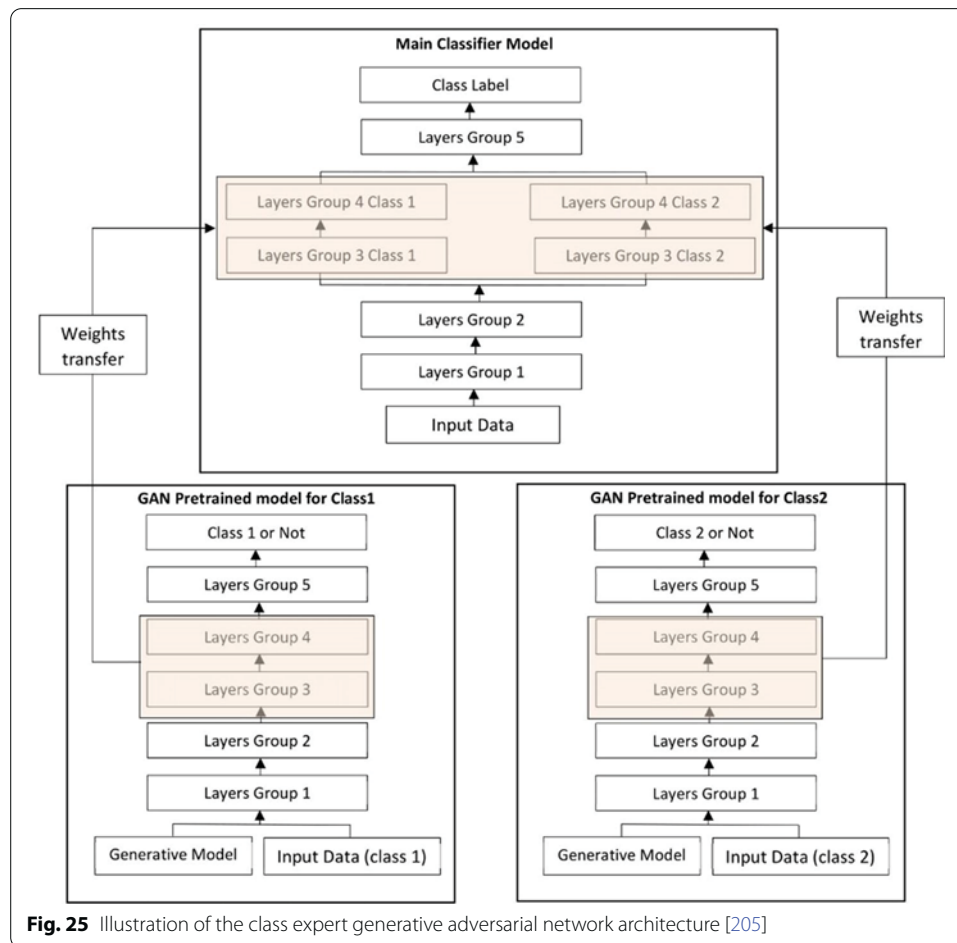 Main Classifier Model
Class Label
Layers Group 5
Layers Group 4 Class 1
Layers Group 4 Class 2
Layers Group 3 Class 1
Layers Group 3 Class 2
Layers Group 2
Layers Group 1
Input Data
Weights
transfer
Weights
transfer
GAN Pretrained model for Class1
Class 1 or Not
Layers Group 5
Layers Group 4
Layers Group 3
Layers Group 2
Layers Group 1
Generative Model
Input Data (class 1)
GAN Pretrained model for Class2
Class 2 or Not
Layers Group 5
Layers Group 4
Layers Group 3
Layers Group 2
Layers Group 1
Generative Model
Input Data (class 2)
Fig. 25 Illustration of the class expert generative adversarial network architecture [205]